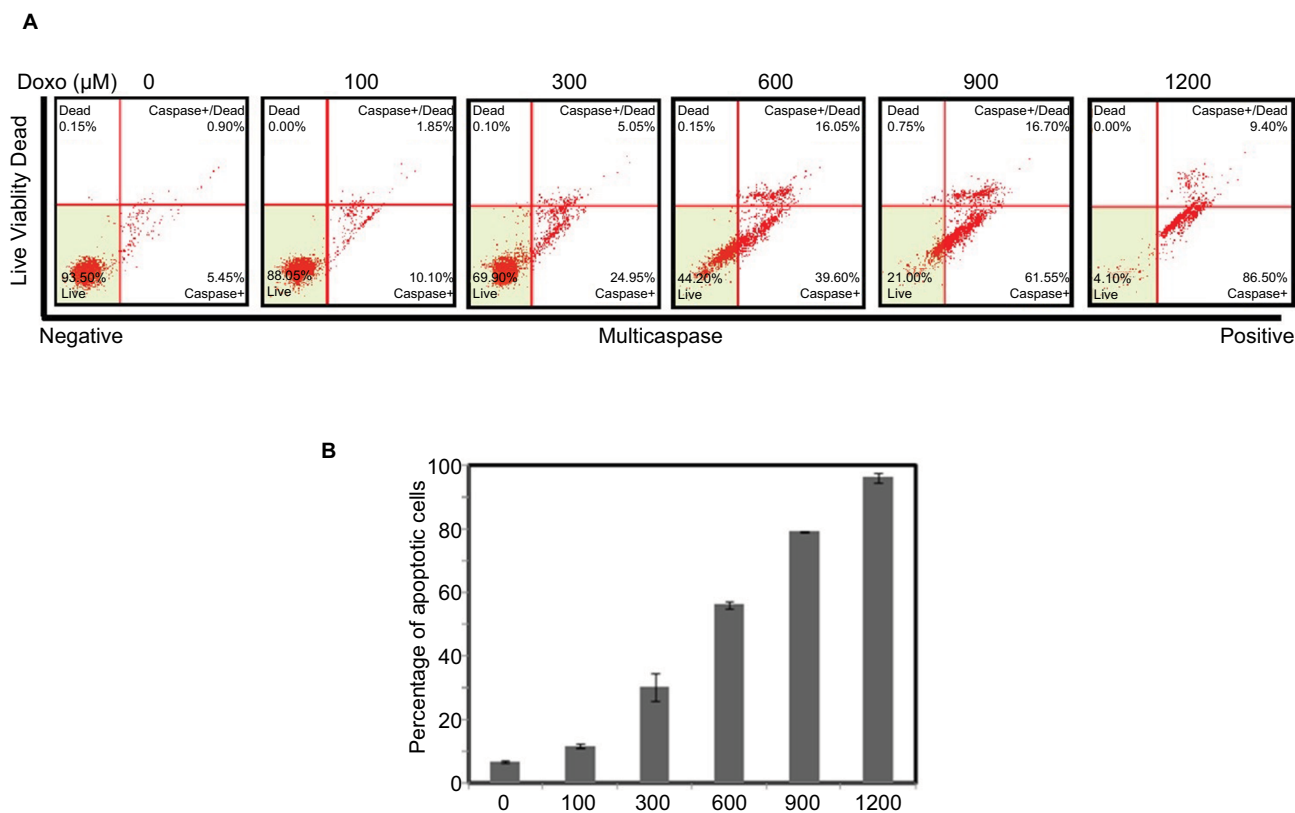 A
Doxo (µM) 0 100 300 600 900 1200
Live Viablity Dead
Dead Caspase+/Dead
0.15% 0.90%
93.50% 5.45%
Live Caspase+
Dead Caspase+/Dead
0.00% 1.85%
88.05% 10.10%
Live Caspase+
Dead Caspase+/Dead
0.10% 5.05%
69.90% 24.95%
Live Caspase+
Dead Caspase+/Dead
0.15% 16.05%
44.20% 39.60%
Live Caspase+
Dead Caspase+/Dead
0.75% 16.70%
21.00% 61.55%
Live Caspase+
Dead Caspase+/Dead
0.00% 9.40%
4.10% 86.50%
Live Caspase+
Negative Multicaspase Positive
B
Percentage of apoptotic cells
100
80
60
40
20
0
0 100 300 600 900 1200